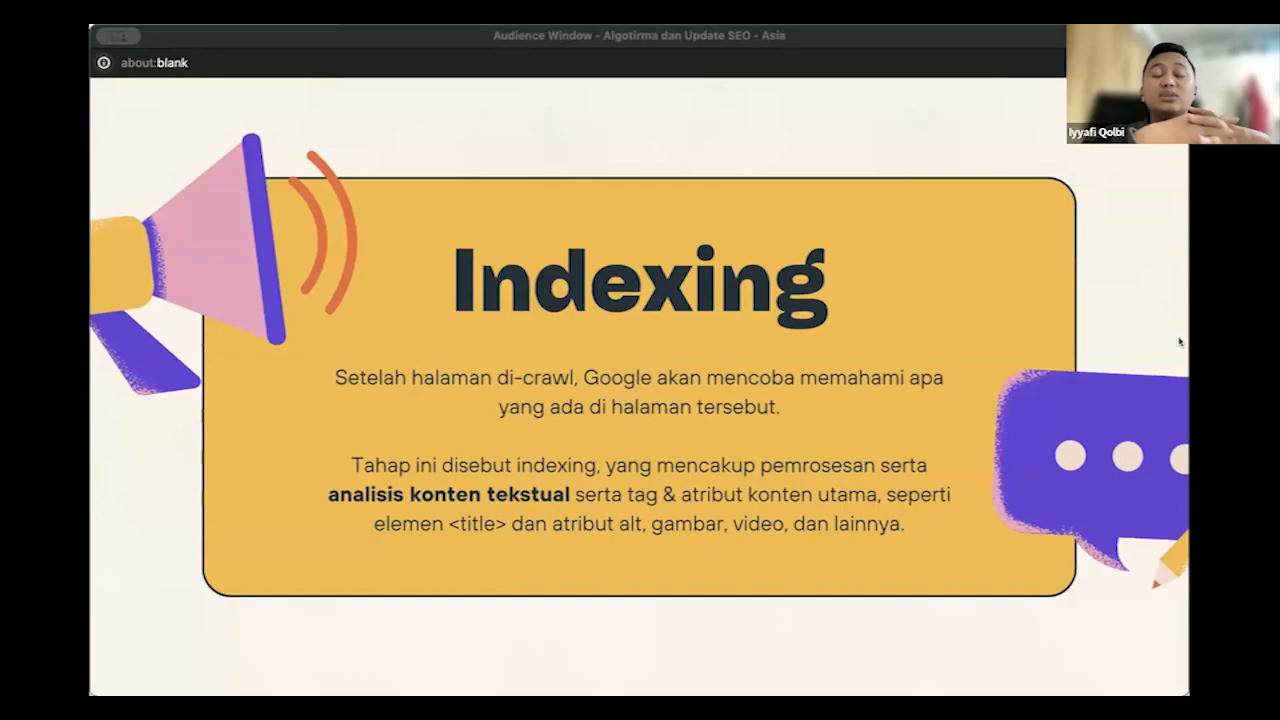 Audience Window - Algotirma dan Update SEO - Asia
about:blank
Iyyafi Qolbi
Indexing
Setelah halaman di-crawl, Google akan mencoba memahami apa
yang ada di halaman tersebut.
Tahap ini disebut indexing, yang mencakup pemrosesan serta
analisis konten tekstual serta tag & atribut konten utama, seperti
elemen <title> dan atribut alt, gambar, video, dan lainnya.